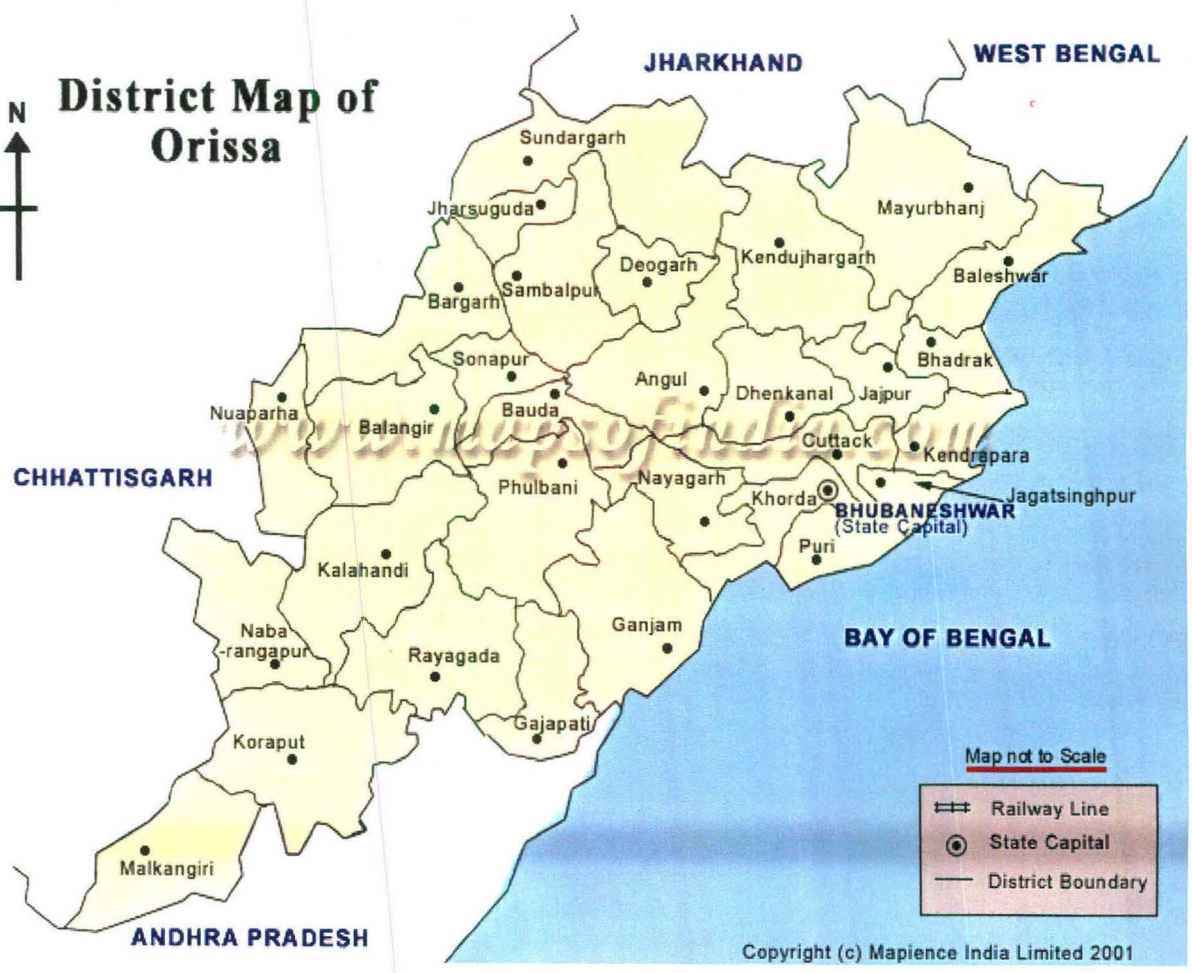 JHARKHAND
WEST BENGAL
District Map of
Orissa
N
Sundargarh
Jharsuguda
Mayurbhanj
Kendujhargarh
Deogarh
Baleshwar
Bargarh
Sambalpur
Sonapur
Bhadrak
Angul
Dhenkanal
Jajpur
Nuaparha
Bauda
Balangir
www.mapsofindia.com
Cuttack
Kendrapara
CHHATTISGARH
Phulbani
Nayagarh
Khorda
Jagatsinghpur
BHUBANESHWAR
(State Capital)
Puri
Kalahandi
Ganjam
BAY OF BENGAL
Naba
-rangapur
Rayagada
Gajapati
Koraput
Map not to Scale
Railway Line
State Capital
District Boundary
Malkangiri
ANDHRA PRADESH
Copyright (c) Mapience India Limited 2001